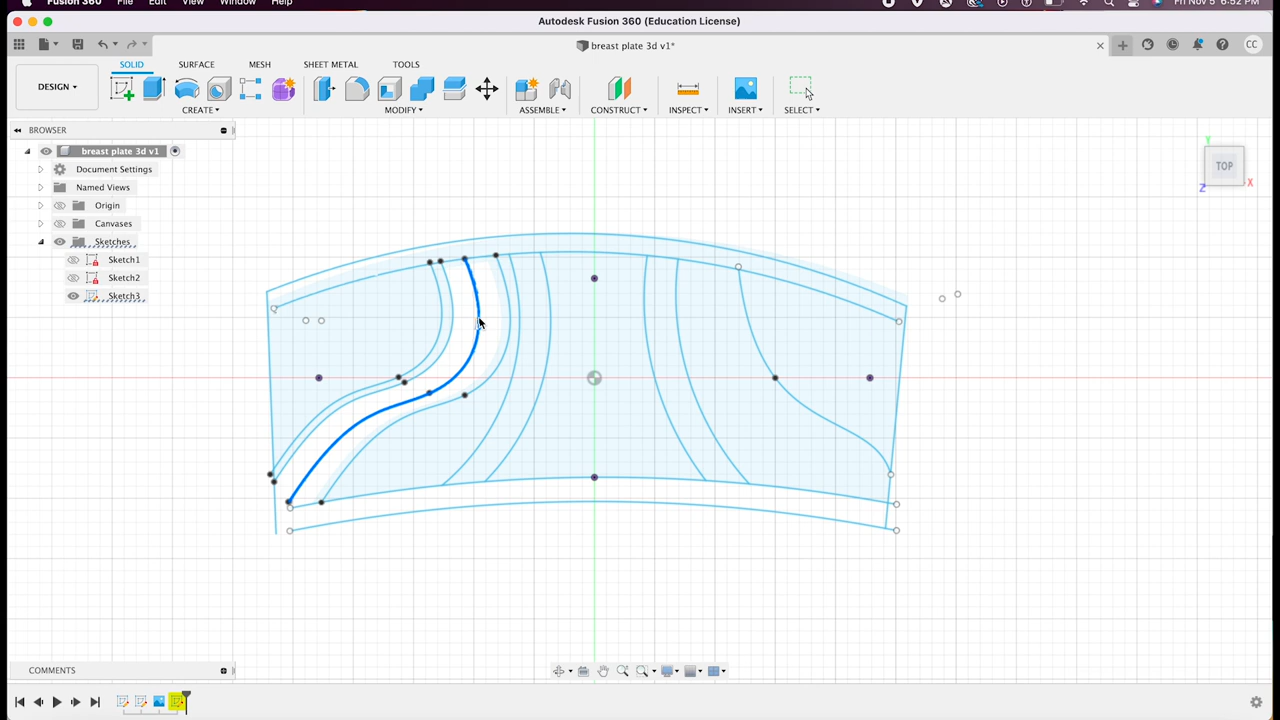 Fusion 360 File Edit View Window Help Fri Nov 5 6:52 PM
Autodesk Fusion 360 (Education License)
breast plate 3d v1* CC
SOLID SURFACE MESH SHEET METAL TOOLS
DESIGN
CREATE MODIFY ASSEMBLE CONSTRUCT INSPECT INSERT SELECT
BROWSER
breast plate 3d v1
Document Settings
Named Views
Origin
Canvases
Sketches
Sketch1
Sketch2
Sketch3
Y
TOP
X
Z
COMMENTS